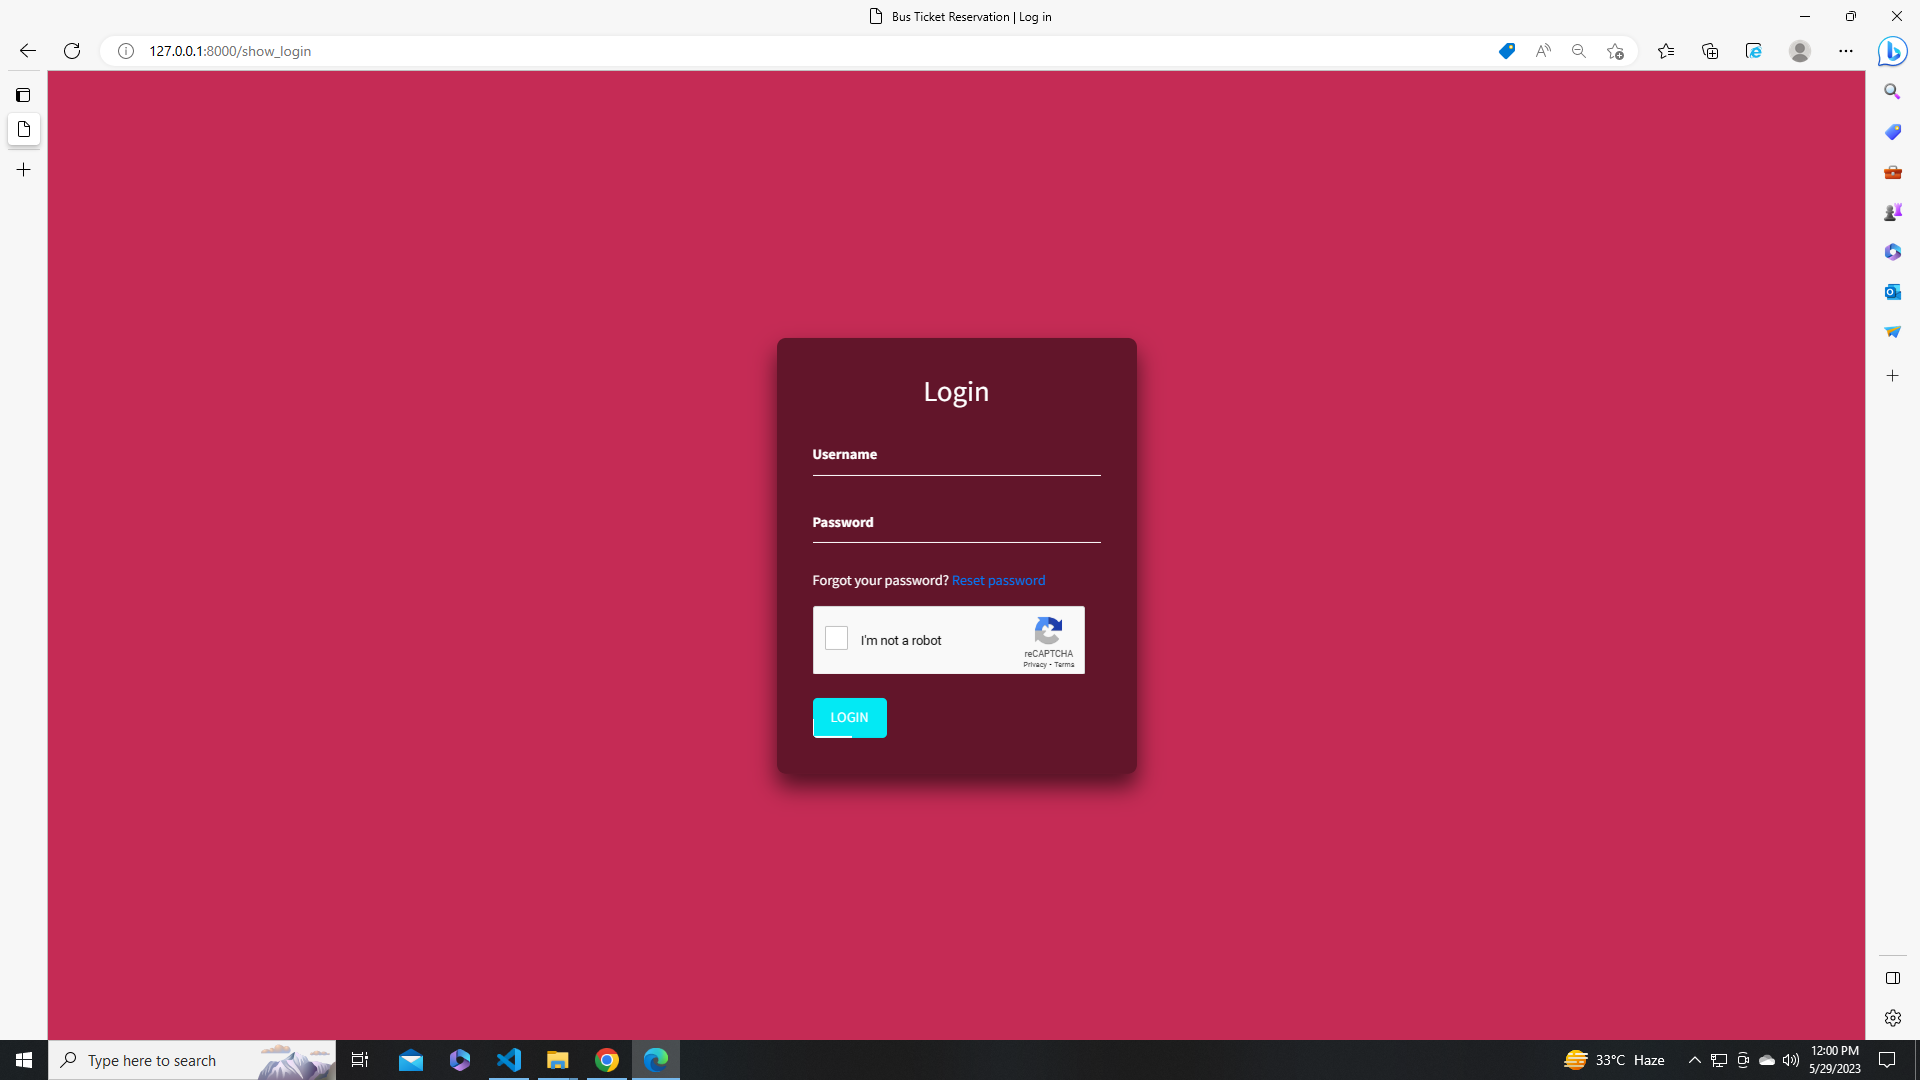 Bus Ticket Reservation | Log in
127.0.0.1:8000/show_login
Login
Username
Password
Forgot your password? Reset password
I'm not a robot
reCAPTCHA
Privacy - Terms
LOGIN
Type here to search
33°C Haze
12:00 PM
5/29/2023